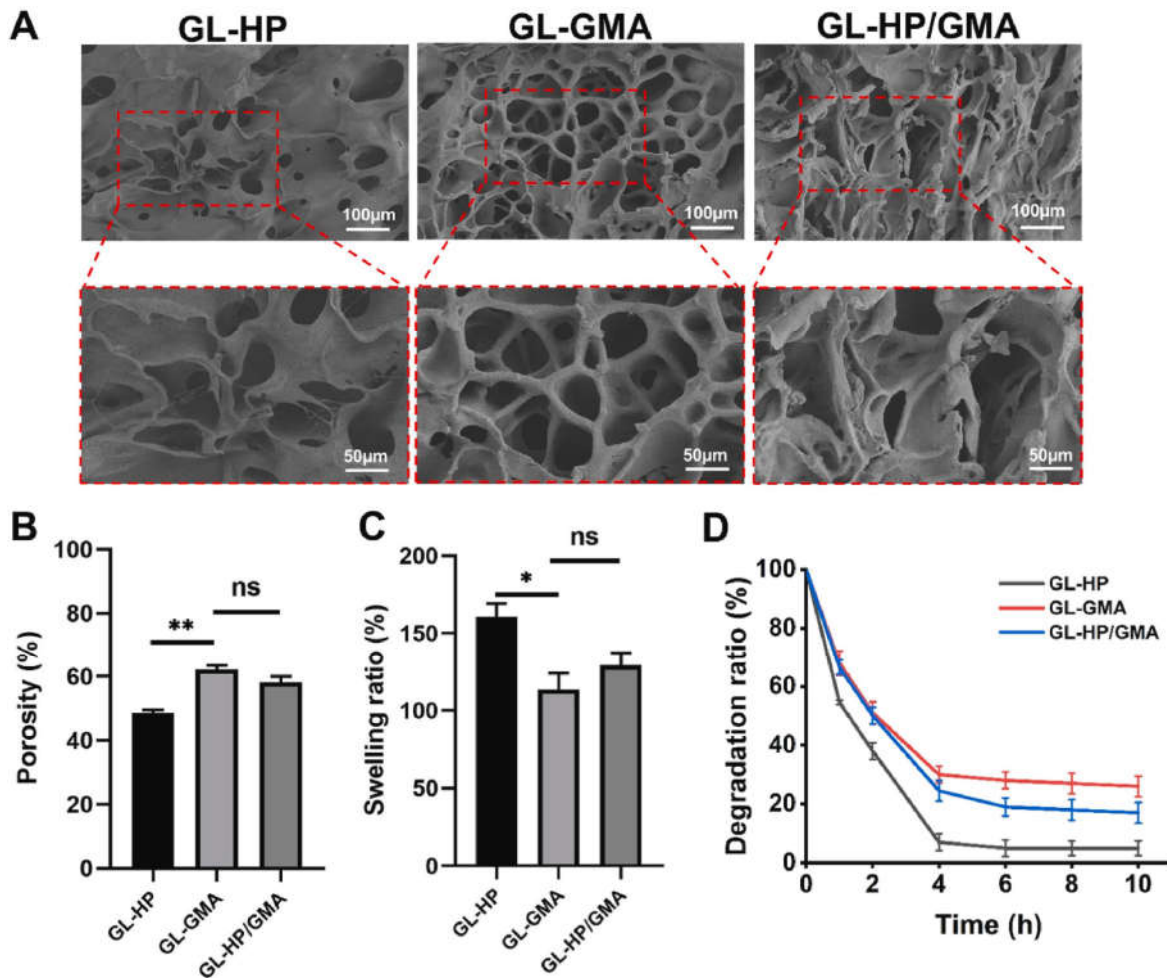 A
GL-HP
GL-GMA
GL-HP/GMA
100μm
100μm
100μm
50μm
50μm
50μm
B
Porosity (%)
100
80
60
40
20
0
**
ns
GL-HP
GL-GMA
GL-HP/GMA
C
Swelling ratio (%)
200
150
100
50
0
*
ns
GL-HP
GL-GMA
GL-HP/GMA
D
Degradation ratio (%)
100
80
60
40
20
0
GL-HP
GL-GMA
GL-HP/GMA
0
2
4
6
8
10
Time (h)